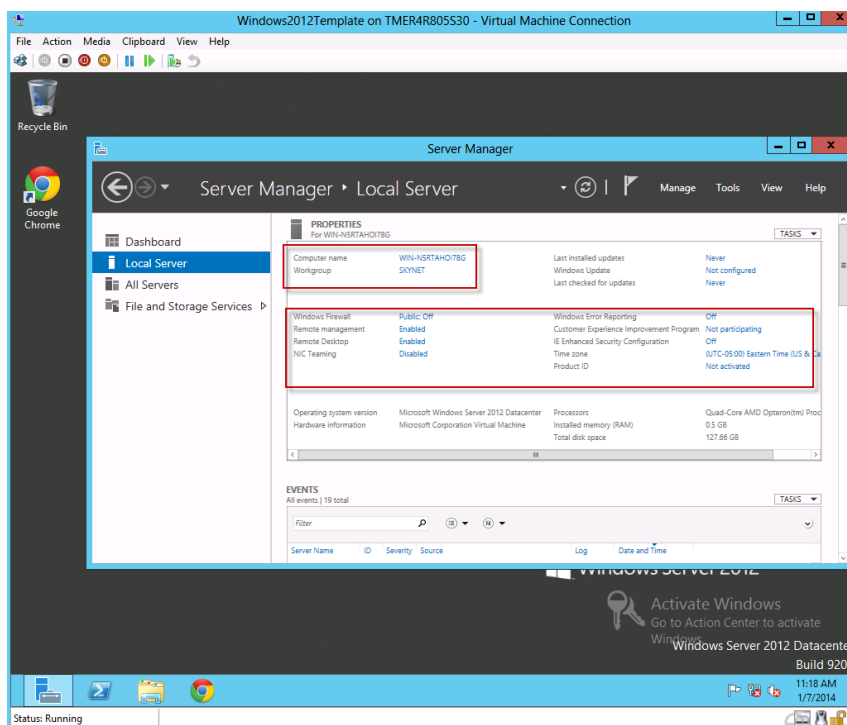 Windows2012Template on TMER4R805S30 - Virtual Machine Connection
File Action Media Clipboard View Help
Recycle Bin
Google
Chrome
Server Manager
Server Manager • Local Server
Manage Tools View Help
Dashboard
Local Server
All Servers
File and Storage Services
PROPERTIES
For WIN-N5RTAHOI7BG
TASKS
Computer name WIN-N5RTAHOI7BG Last installed updates Never
Workgroup SKYNET Windows Update Not configured
Last checked for updates Never
Windows Firewall Public: Off Windows Error Reporting Off
Remote management Enabled Customer Experience Improvement Program Not participating
Remote Desktop Enabled IE Enhanced Security Configuration Off
NIC Teaming Disabled Time zone (UTC-05:00) Eastern Time (US & Ca
Product ID Not activated
Operating system version Microsoft Windows Server 2012 Datacenter Processors Quad-Core AMD Opteron(tm) Proc
Hardware information Microsoft Corporation Virtual Machine Installed memory (RAM) 0.5 GB
Total disk space 127.66 GB
EVENTS
All events | 19 total
TASKS
Filter
Server Name ID Severity Source Log Date and Time
Windows Server 2012
Activate Windows
Go to Action Center to activate
Windows.
Windows Server 2012 Datacente
Build 920
11:18 AM
1/7/2014
Status: Running